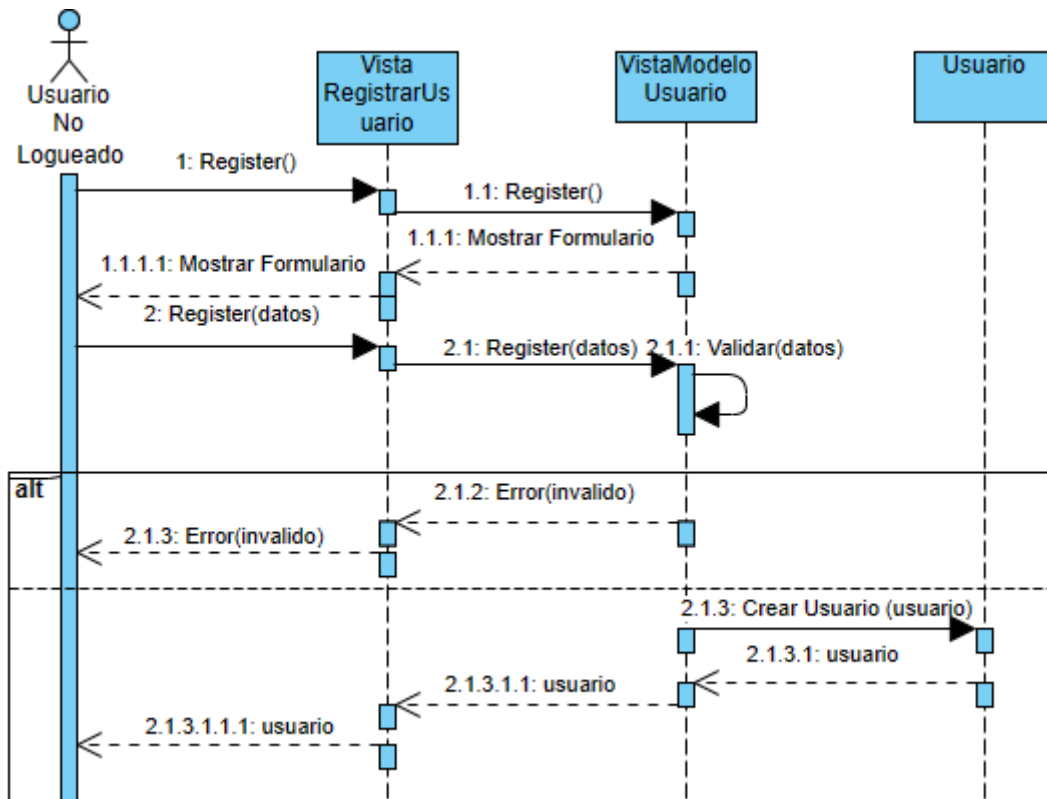 Usuario
No
Logueado
Vista
RegistrarUs
uario
VistaModelo
Usuario
Usuario
1: Register()
1.1: Register()
1.1.1: Mostrar Formulario
1.1.1.1: Mostrar Formulario
2: Register(datos)
2.1: Register(datos)
2.1.1: Validar(datos)
alt
2.1.2: Error(invalido)
2.1.3: Error(invalido)
2.1.3: Crear Usuario (usuario)
2.1.3.1: usuario
2.1.3.1.1: usuario
2.1.3.1.1.1: usuario